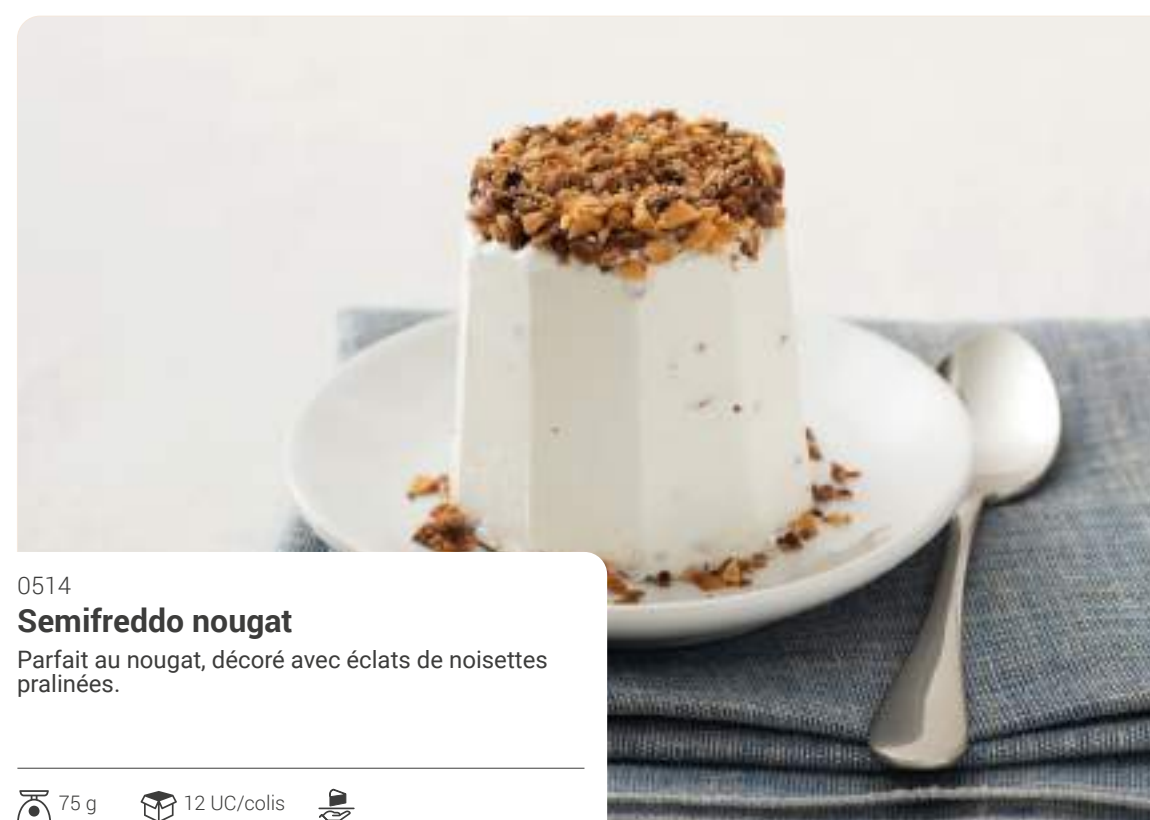 0514
Semifreddo nougat
Parfait au nougat, décoré avec éclats de noisettes
pralinées.
75 g 12 UC/colis